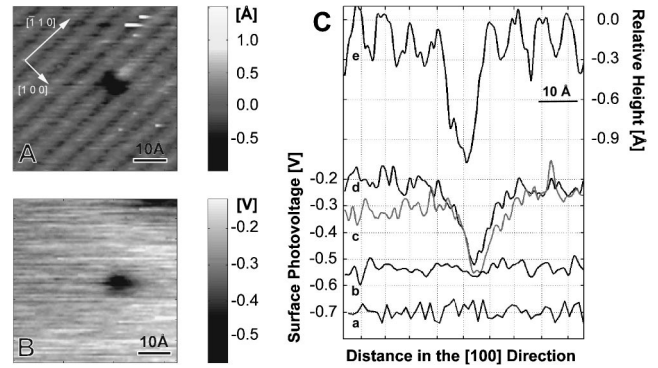 [1̄ 1 0]
[1 0 0]
A
10Å
[Å]
1.0
0.5
0.0
-0.5
B
10Å
[V]
-0.2
-0.3
-0.4
-0.5
C
e
d
c
b
a
10 Å
0.0
-0.3
-0.6
-0.9
Relative Height [Å]
-0.2
-0.3
-0.4
-0.5
-0.6
-0.7
Surface Photovoltage [V]
Distance in the [100] Direction